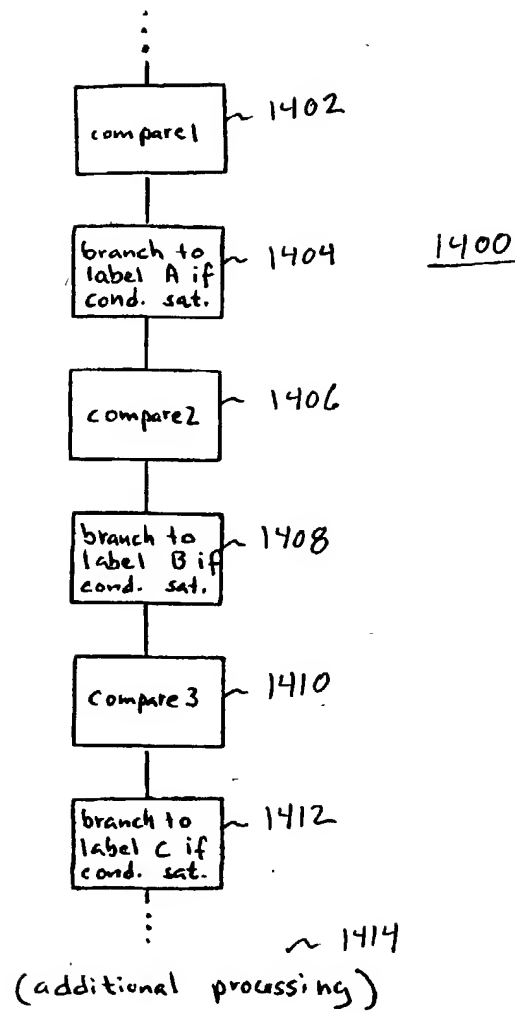 compare1
1402
branch to
label A if
cond. sat.
1404
1400
compare2
1406
branch to
label B if
cond. sat.
1408
compare3
1410
branch to
label C if
cond. sat.
1412
1414
(additional processing)